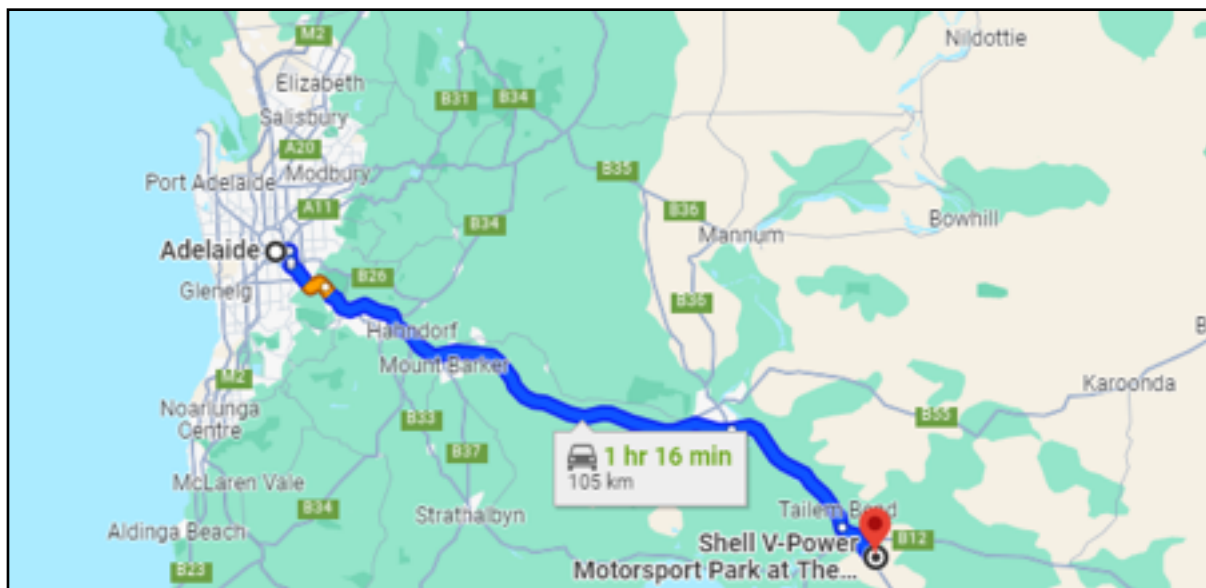 M2
Elizabeth
B31
B34
Nildottie
Salisbury
A20
Modbury
Port Adelaide
B35
A11
B36
B34
Bowhill
Mannum
Adelaide
B26
Glenelg
B36
Hahndorf
Mount Barker
M2
Karoonda
B
Noarlunga
Centre
B33
B55
B37
1 hr 16 min
105 km
McLaren Vale
B34
Strathalbyn
Tailem Bend
Aldinga Beach
Shell V-Power
B12
Motorsport Park at The...
B23